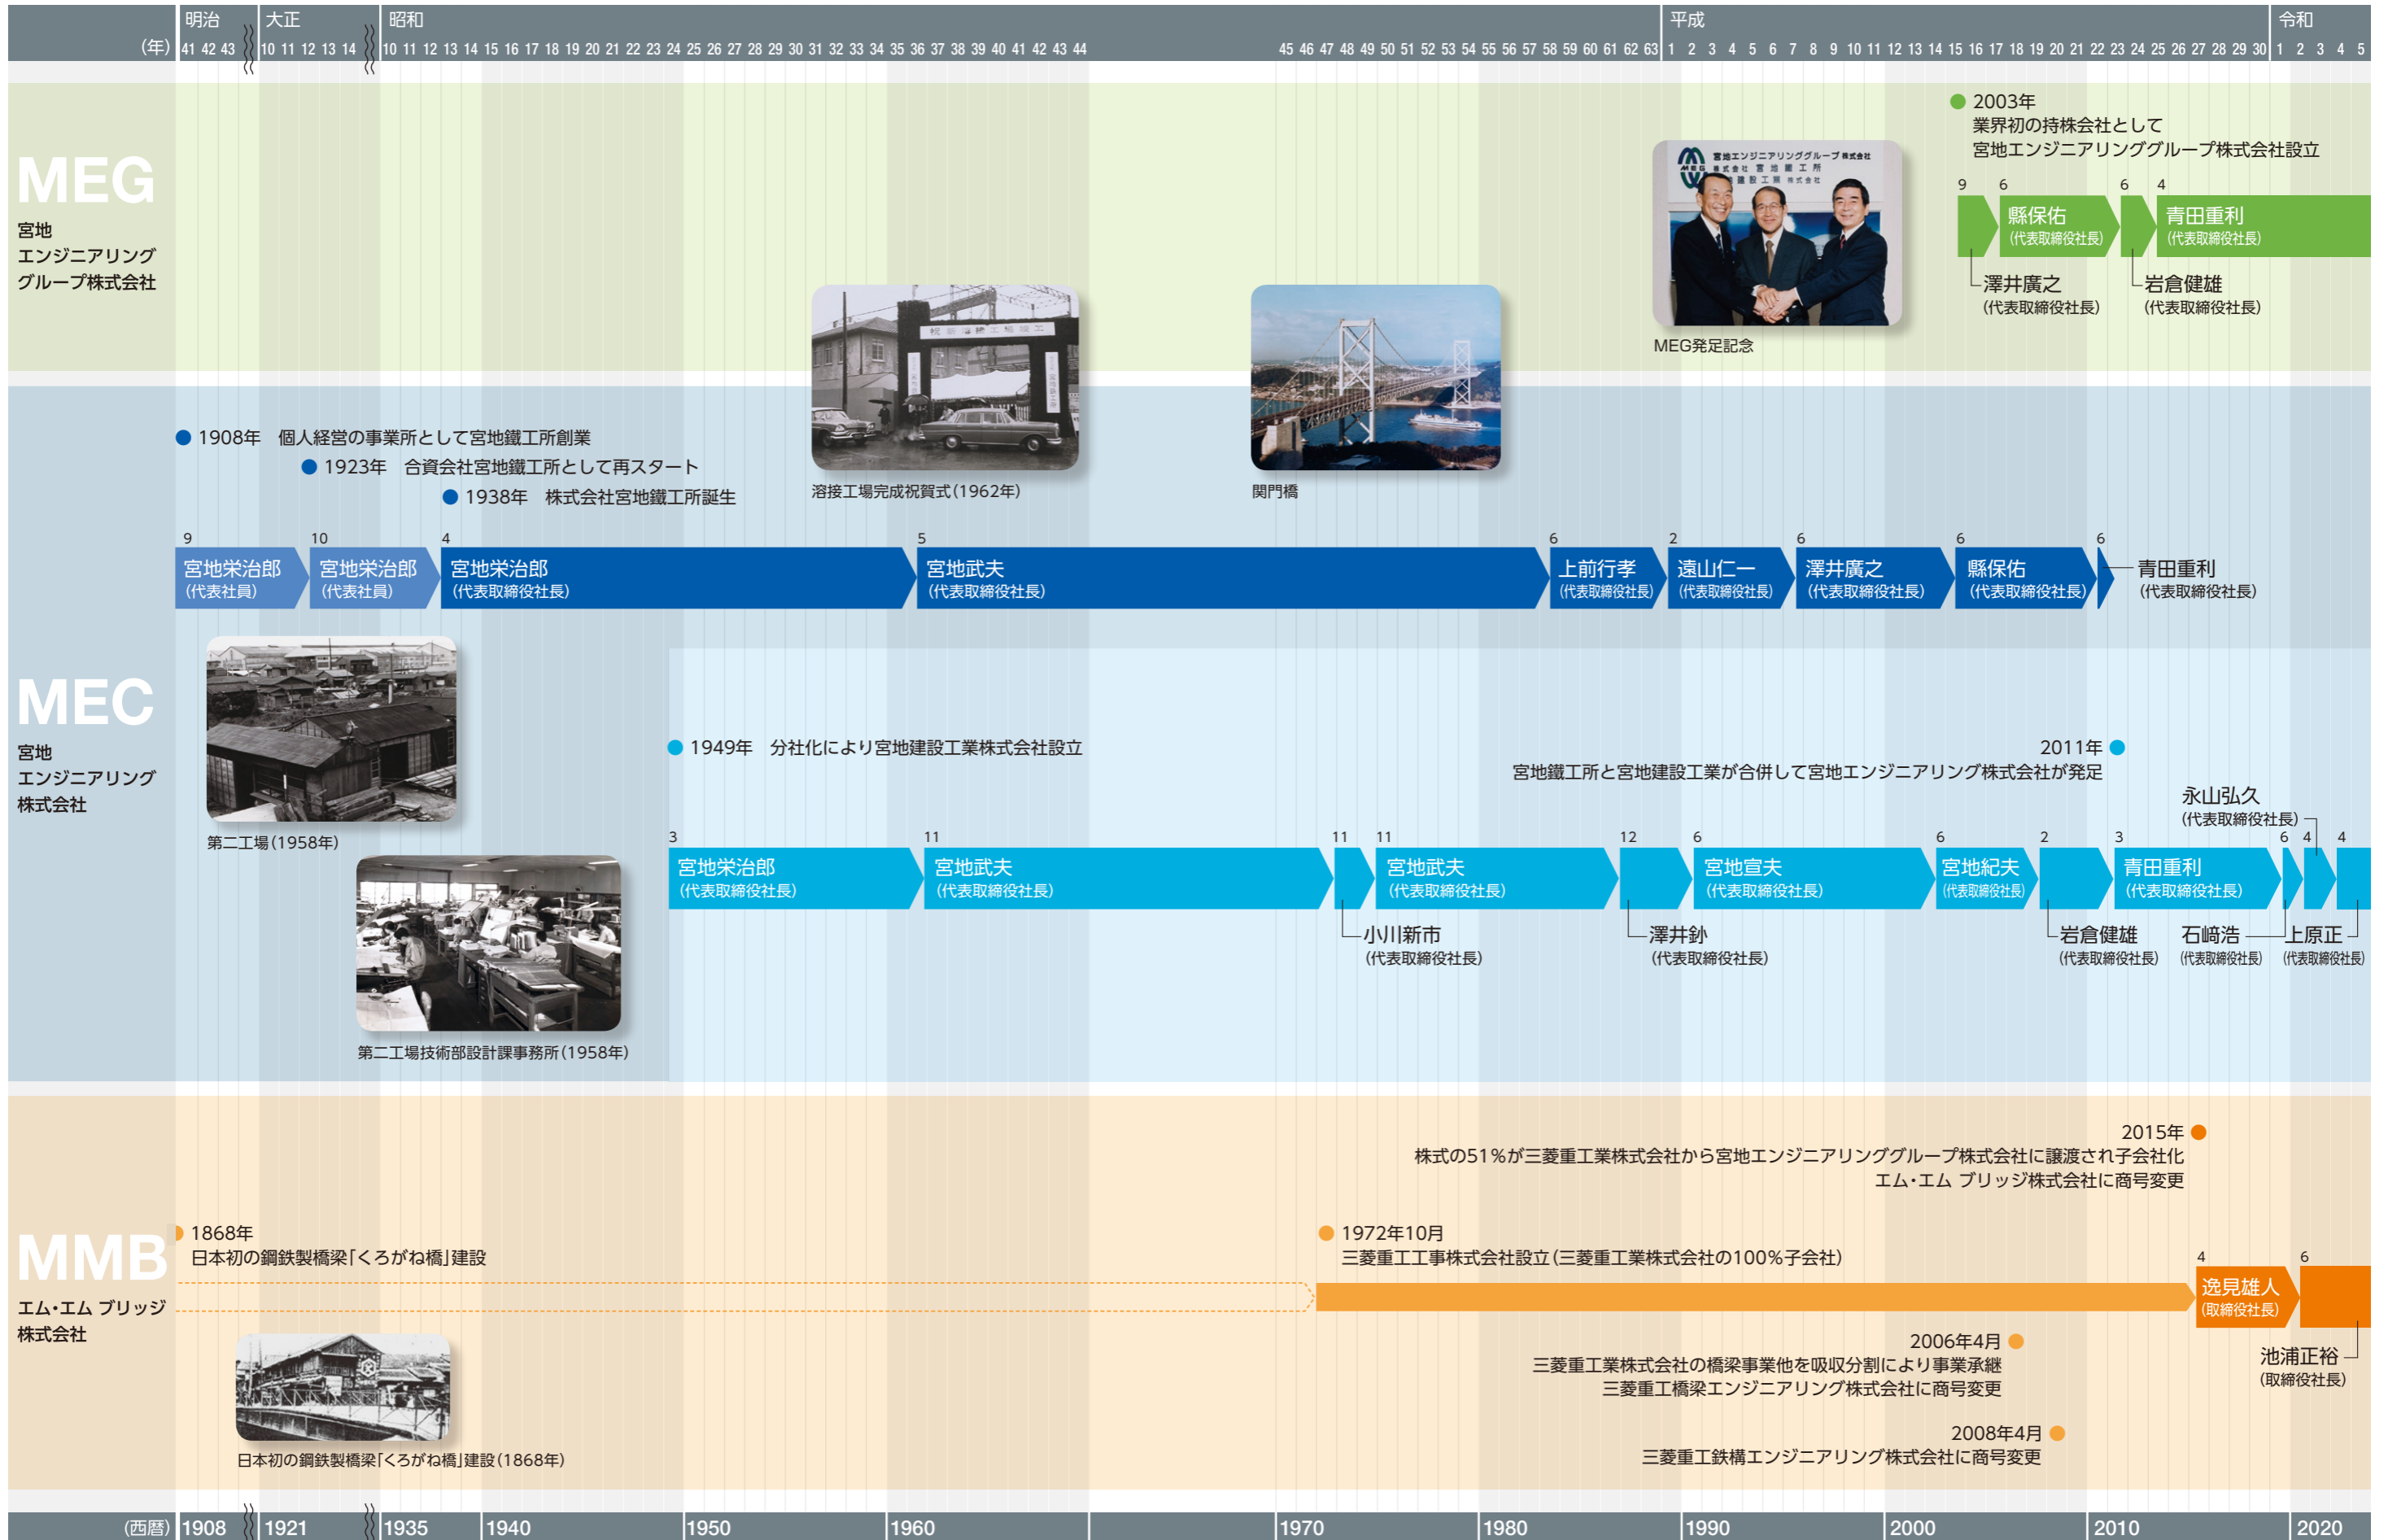 明治 大正 昭和 平成 令和
(年) 41 42 43 10 11 12 13 14 10 11 12 13 14 15 16 17 18 19 20 21 22 23 24 25 26 27 28 29 30 31 32 33 34 35 36 37 38 39 40 41 42 43 44 45 46 47 48 49 50 51 52 53 54 55 56 57 58 59 60 61 62 63 1 2 3 4 5 6 7 8 9 10 11 12 13 14 15 16 17 18 19 20 21 22 23 24 25 26 27 28 29 30 1 2 3 4 5
MEG
宮地
エンジニアリング
グループ株式会社
2003年
業界初の持株会社として
宮地エンジニアリンググループ株式会社設立
宮地エンジニアリンググループ株式会社
MEG 株式会社 宮地鐵工所
建設工業 株式会社
MEG発足記念
9 6 6 4
縣保佑
(代表取締役社長)
青田重利
(代表取締役社長)
澤井廣之
(代表取締役社長)
岩倉健雄
(代表取締役社長)
溶接工場完成祝賀式(1962年)
関門橋
MEC
宮地
エンジニアリング
株式会社
1908年 個人経営の事業所として宮地鐵工所創業
1923年 合資会社宮地鐵工所として再スタート
1938年 株式会社宮地鐵工所誕生
9 10 4 5 6 2 6 6 6
宮地栄治郎
(代表社員)
宮地栄治郎
(代表社員)
宮地栄治郎
(代表取締役社長)
宮地武夫
(代表取締役社長)
上前行孝
(代表取締役社長)
遠山仁一
(代表取締役社長)
澤井廣之
(代表取締役社長)
縣保佑
(代表取締役社長)
青田重利
(代表取締役社長)
第二工場(1958年)
第二工場技術部設計課事務所(1958年)
1949年 分社化により宮地建設工業株式会社設立
2011年
宮地鐵工所と宮地建設工業が合併して宮地エンジニアリング株式会社が発足
永山弘久
(代表取締役社長)
3 11 11 11 12 6 6 2 3 6 4 4
宮地栄治郎
(代表取締役社長)
宮地武夫
(代表取締役社長)
宮地武夫
(代表取締役社長)
宮地宣夫
(代表取締役社長)
宮地紀夫
(代表取締役社長)
青田重利
(代表取締役社長)
小川新市
(代表取締役社長)
澤井鈔
(代表取締役社長)
岩倉健雄
(代表取締役社長)
石﨑浩
(代表取締役社長)
上原正
(代表取締役社長)
MMB
エム・エム ブリッジ
株式会社
2015年
株式の51%が三菱重工業株式会社から宮地エンジニアリンググループ株式会社に譲渡され子会社化
エム・エム ブリッジ株式会社に商号変更
1868年
日本初の鋼鉄製橋梁「くろがね橋」建設
1972年10月
三菱重工工事株式会社設立(三菱重工業株式会社の100%子会社)
4 6
逸見雄人
(取締役社長)
池浦正裕
(取締役社長)
2006年4月
三菱重工業株式会社の橋梁事業他を吸収分割により事業承継
三菱重工橋梁エンジニアリング株式会社に商号変更
2008年4月
三菱重工鉄構エンジニアリング株式会社に商号変更
日本初の鋼鉄製橋梁「くろがね橋」建設(1868年)
(西暦) 1908 1921 1935 1940 1950 1960 1970 1980 1990 2000 2010 2020